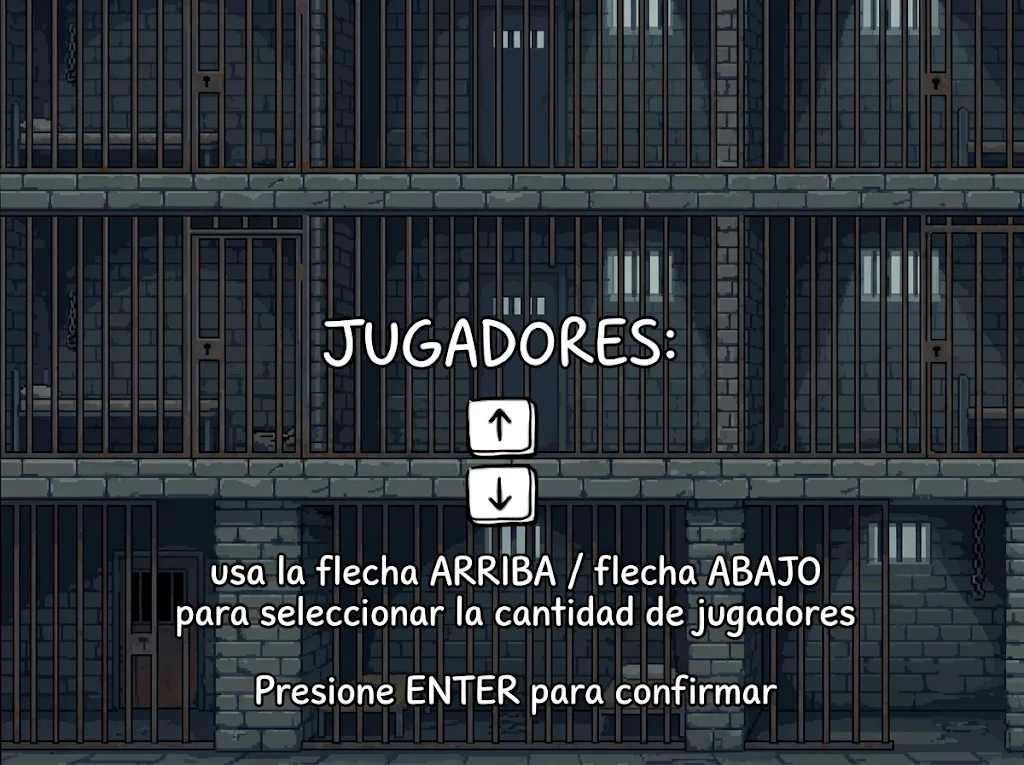 JUGADORES:
↑
↓
usa la flecha ARRIBA / flecha ABAJO
para seleccionar la cantidad de jugadores
Presione ENTER para confirmar